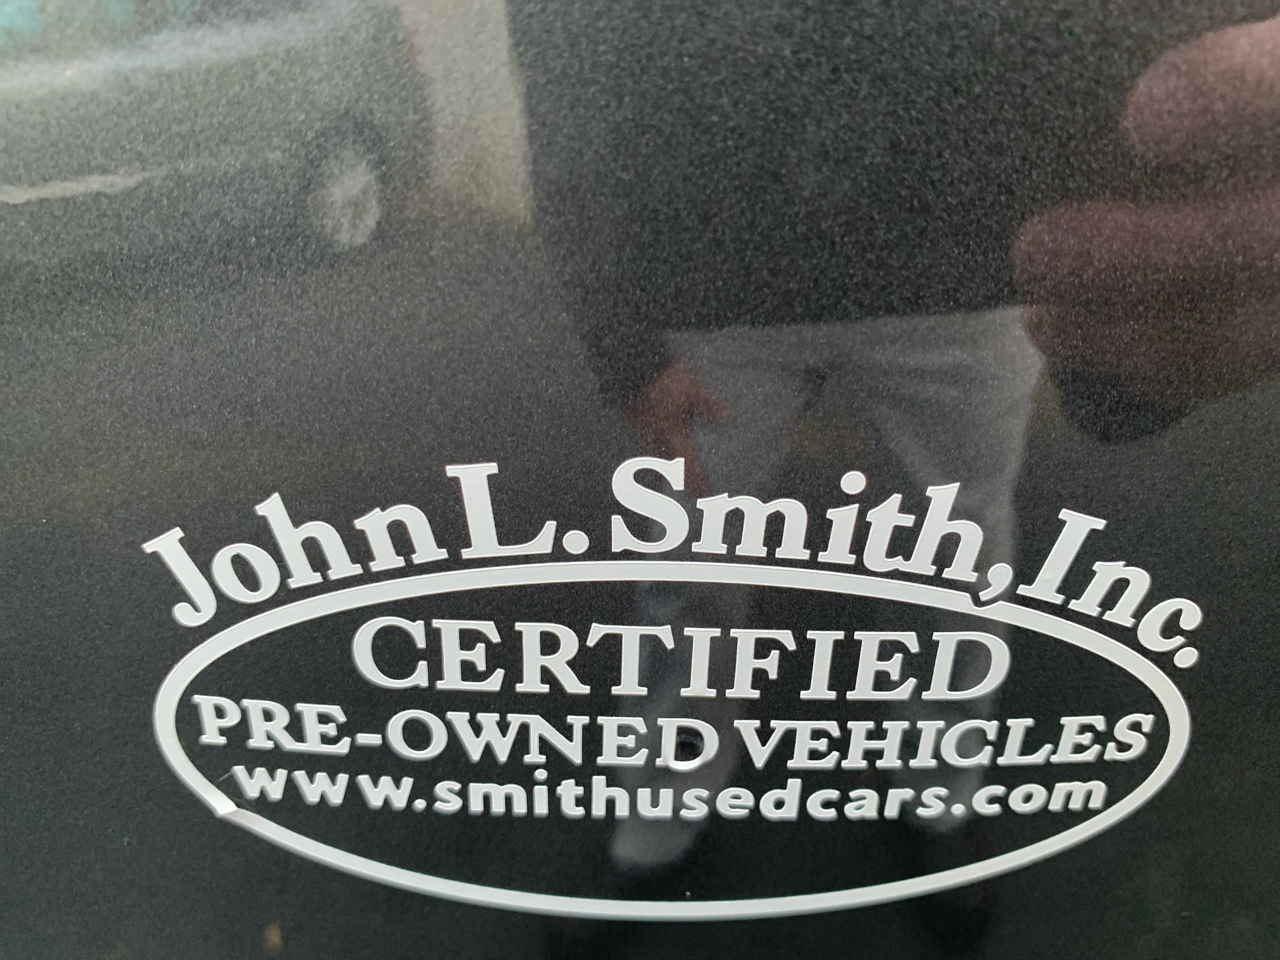 John L. Smith, Inc.
CERTIFIED
PRE-OWNED VEHICLES
www.smithusedcars.com